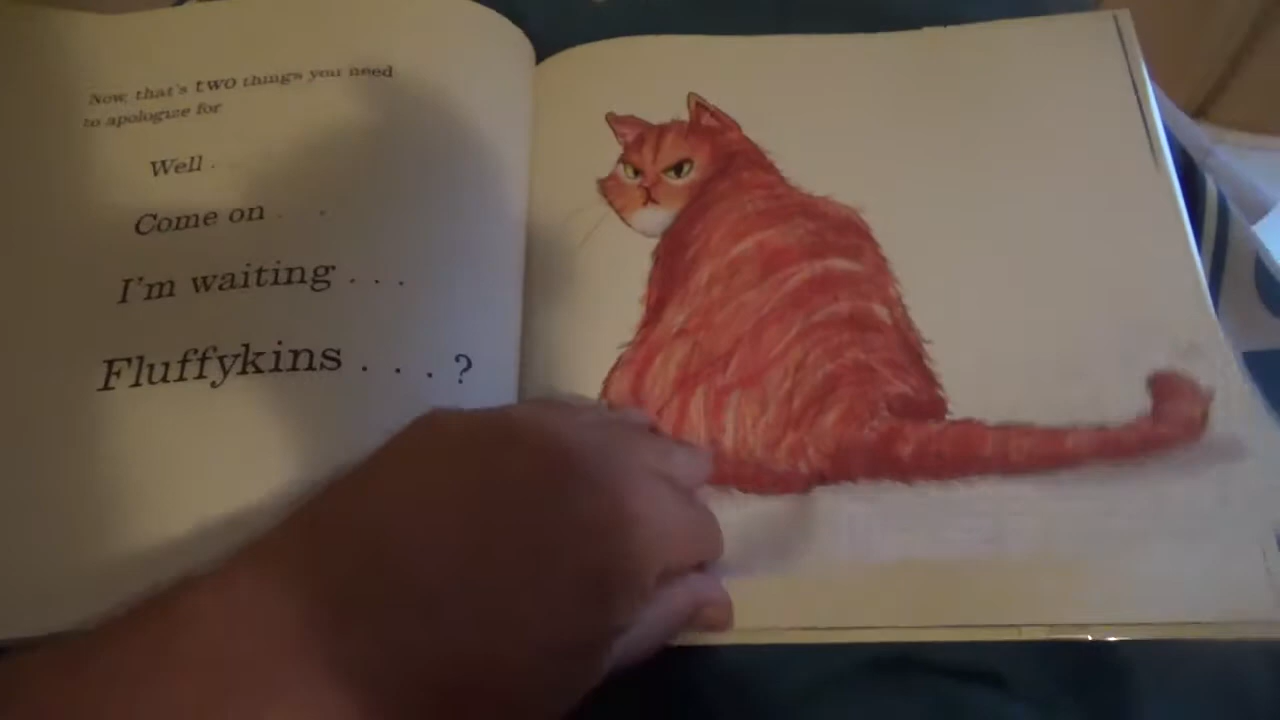 Now, that's TWO things you need
to apologize for
Well .
Come on . .
I'm waiting . . .
Fluffykins . . . . ?